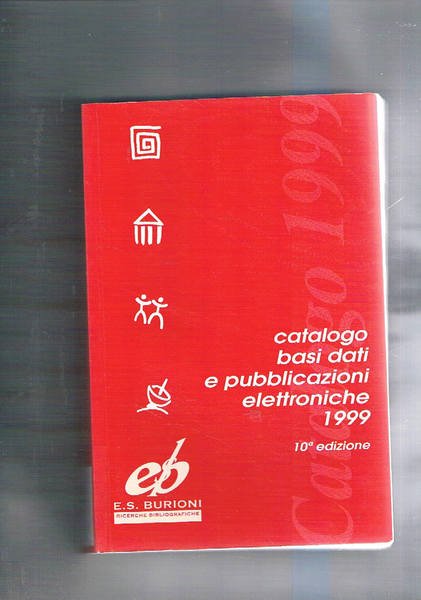 Catalogo 1999
catalogo
basi dati
e pubblicazioni
elettroniche
1999
10ª edizione
eb
E.S. BURIONI
RICERCHE BIBLIOGRAFICHE